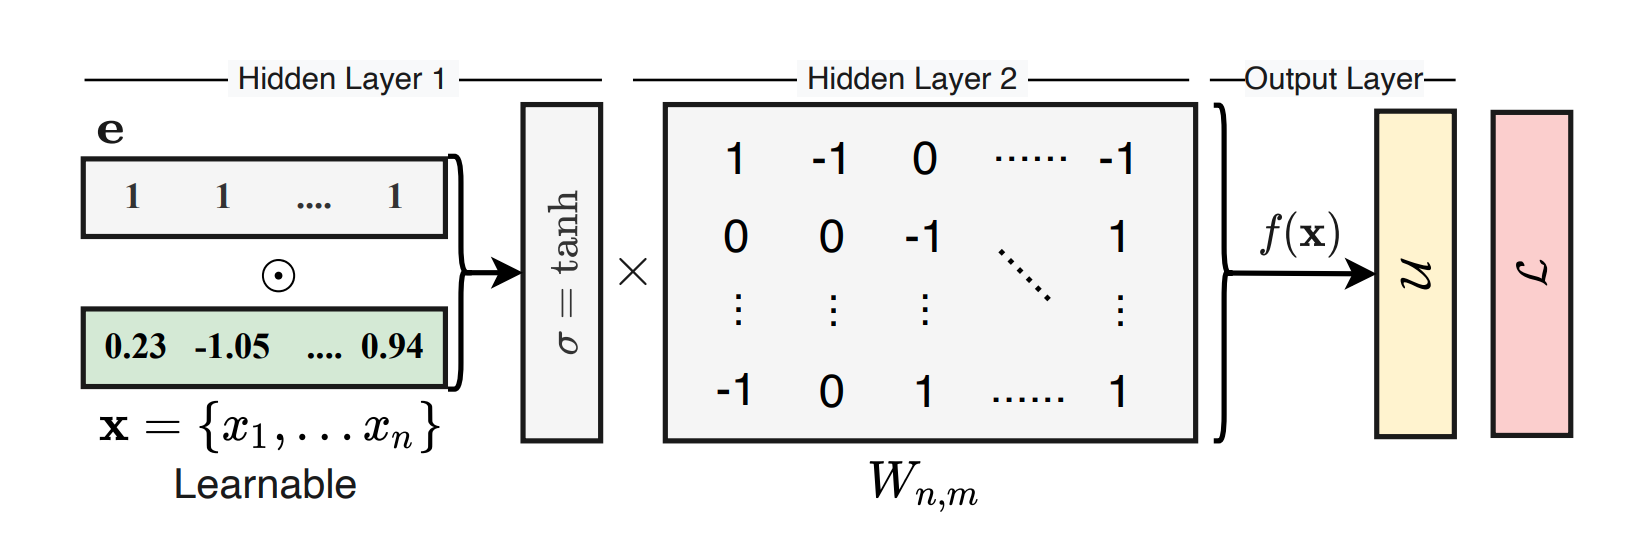 Hidden Layer 1 Hidden Layer 2 Output Layer
e
1 1 .... 1
⊙
0.23 -1.05 .... 0.94
x = {x₁, … xₙ}
Learnable
σ = tanh
×
1 -1 0 ...... -1
0 0 -1 ⋱ 1
⋮ ⋮ ⋮ ⋮
-1 0 1 ...... 1
Wₙ,ₘ
f(x)
𝒰
ℒ